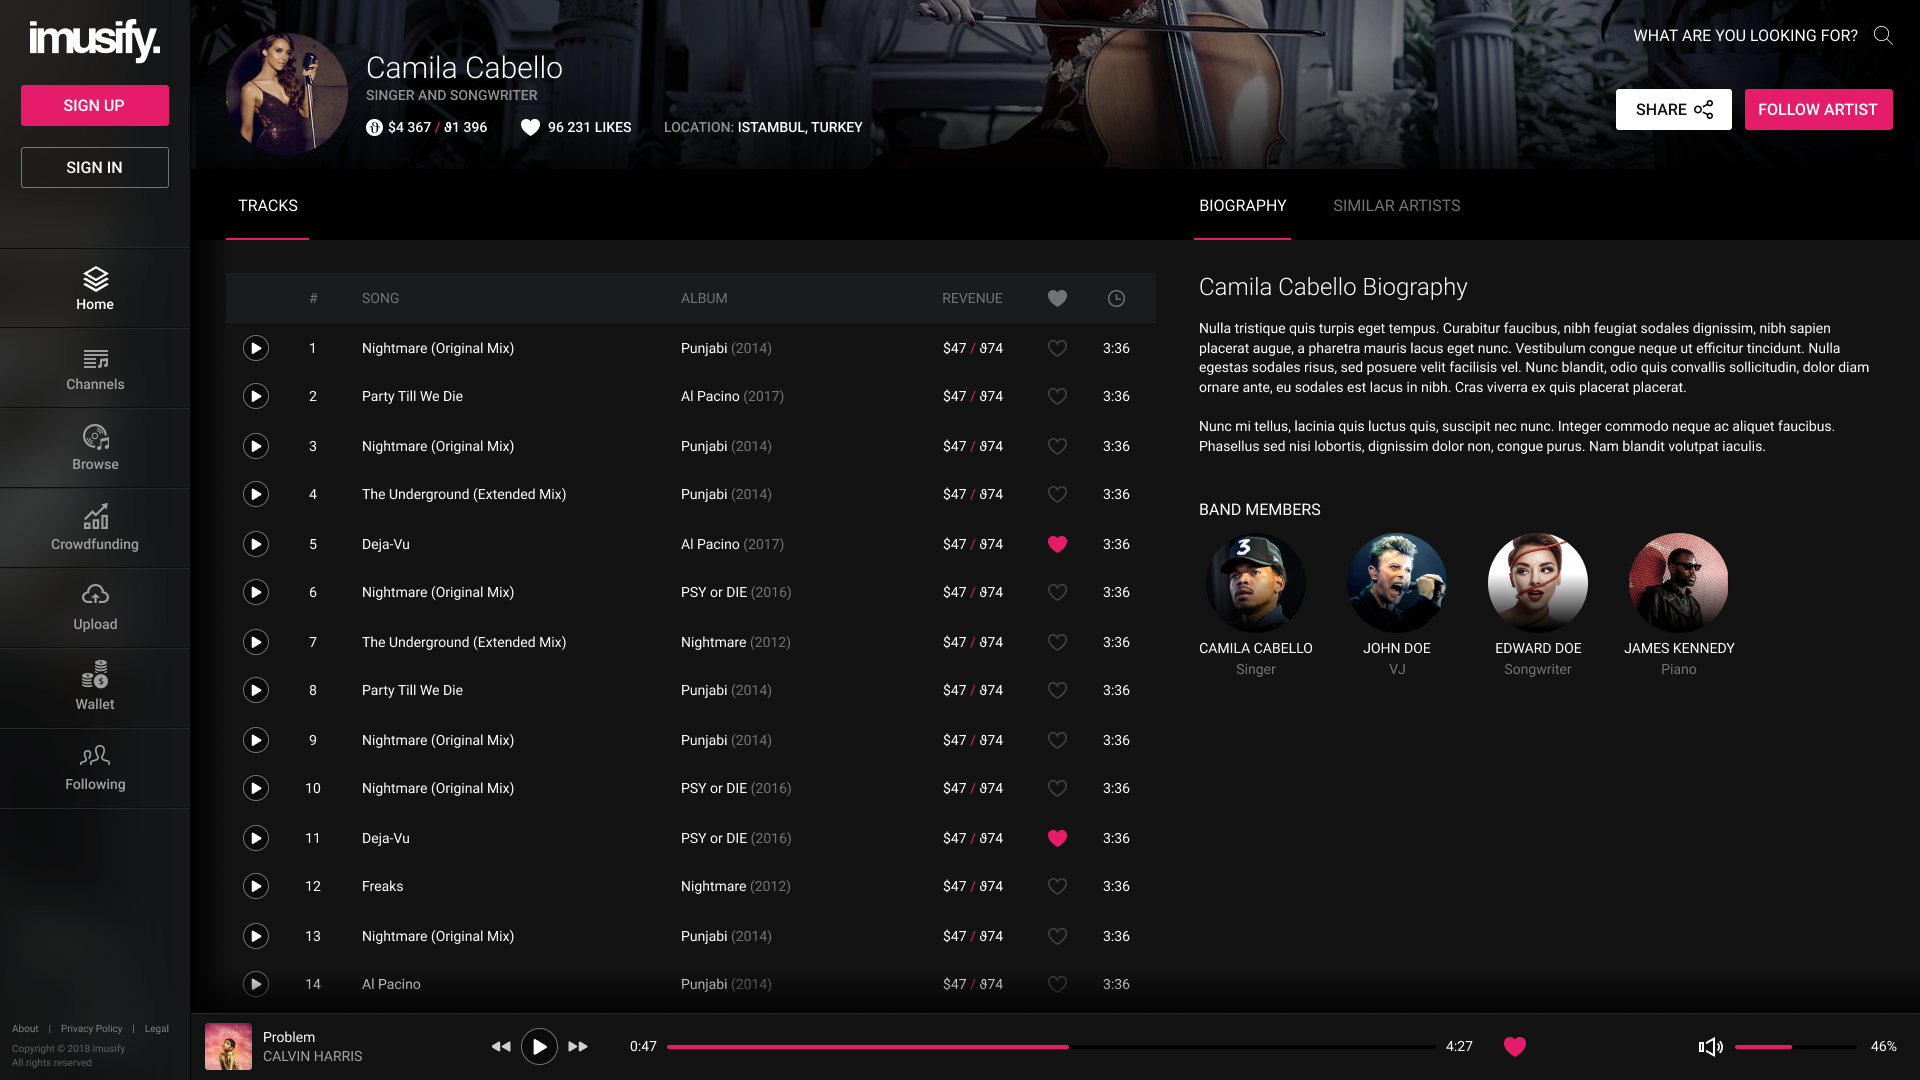 imusify.
SIGN UP
SIGN IN
Home
Channels
Browse
Crowdfunding
Upload
Wallet
Following
About | Privacy Policy | Legal
Copyright © 2018 imusify
All rights reserved
Camila Cabello
SINGER AND SONGWRITER
$4 367 / ϑ1 396 96 231 LIKES LOCATION: ISTAMBUL, TURKEY
WHAT ARE YOU LOOKING FOR?
SHARE FOLLOW ARTIST
TRACKS
# SONG ALBUM REVENUE
1 Nightmare (Original Mix) Punjabi (2014) $47 / ϑ74 3:36
2 Party Till We Die Al Pacino (2017) $47 / ϑ74 3:36
3 Nightmare (Original Mix) Punjabi (2014) $47 / ϑ74 3:36
4 The Underground (Extended Mix) Punjabi (2014) $47 / ϑ74 3:36
5 Deja-Vu Al Pacino (2017) $47 / ϑ74 3:36
6 Nightmare (Original Mix) PSY or DIE (2016) $47 / ϑ74 3:36
7 The Underground (Extended Mix) Nightmare (2012) $47 / ϑ74 3:36
8 Party Till We Die Punjabi (2014) $47 / ϑ74 3:36
9 Nightmare (Original Mix) Punjabi (2014) $47 / ϑ74 3:36
10 Nightmare (Original Mix) PSY or DIE (2016) $47 / ϑ74 3:36
11 Deja-Vu PSY or DIE (2016) $47 / ϑ74 3:36
12 Freaks Nightmare (2012) $47 / ϑ74 3:36
13 Nightmare (Original Mix) Punjabi (2014) $47 / ϑ74 3:36
14 Al Pacino Punjabi (2014) $47 / ϑ74 3:36
BIOGRAPHY SIMILAR ARTISTS
Camila Cabello Biography
Nulla tristique quis turpis eget tempus. Curabitur faucibus, nibh feugiat sodales dignissim, nibh sapien
placerat augue, a pharetra mauris lacus eget nunc. Vestibulum congue neque ut efficitur tincidunt. Nulla
egestas sodales risus, sed posuere velit facilisis vel. Nunc blandit, odio quis convallis sollicitudin, dolor diam
ornare ante, eu sodales est lacus in nibh. Cras viverra ex quis placerat placerat.
Nunc mi tellus, lacinia quis luctus quis, suscipit nec nunc. Integer commodo neque ac aliquet faucibus.
Phasellus sed nisi lobortis, dignissim dolor non, congue purus. Nam blandit volutpat iaculis.
BAND MEMBERS
3
CAMILA CABELLO JOHN DOE EDWARD DOE JAMES KENNEDY
Singer VJ Songwriter Piano
Problem
CALVIN HARRIS
0:47 4:27 46%